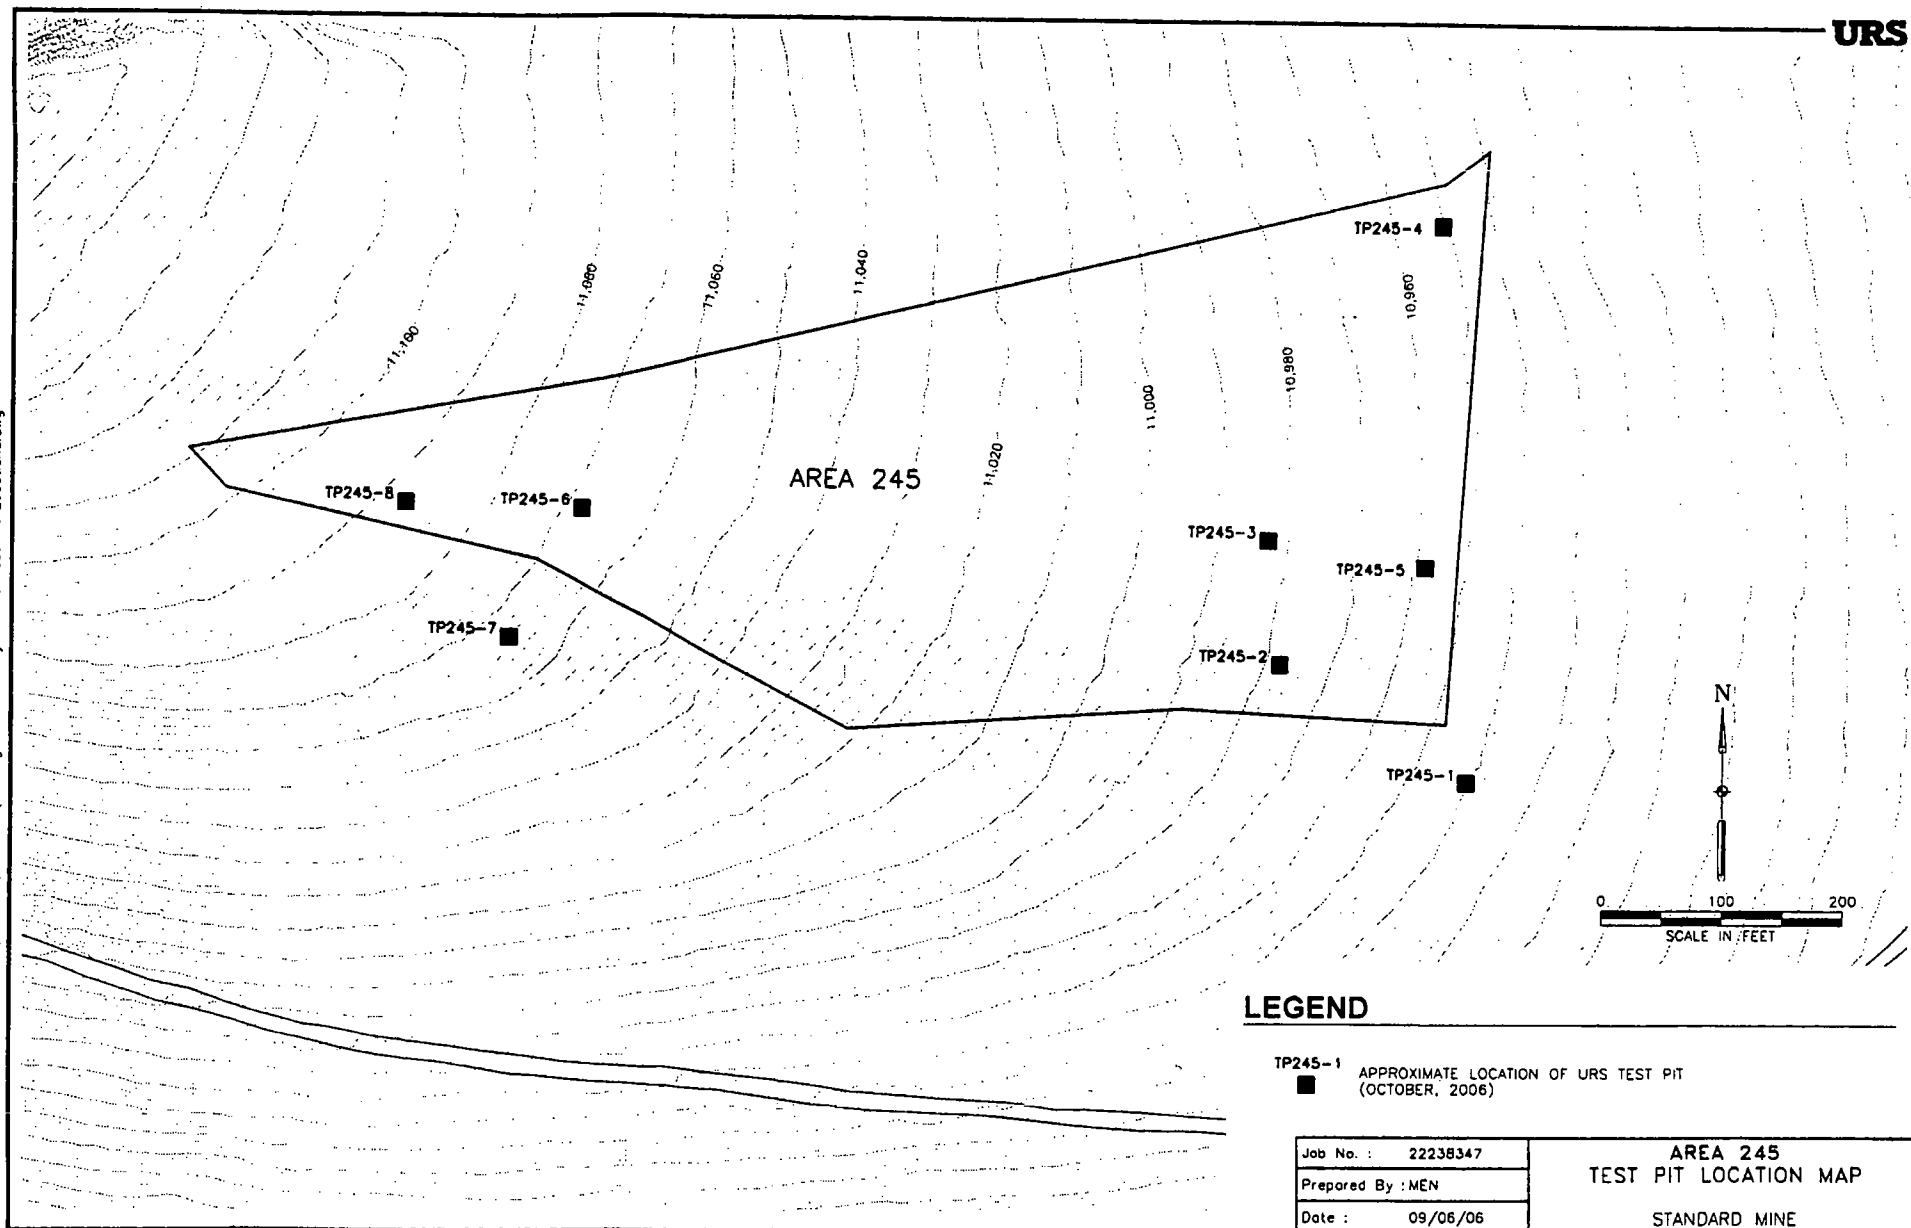 URS
TP245-4
11,040
11,060
11,080
10,960
11,100
10,980
11,000
11,020
AREA 245
TP245-8
TP245-6
TP245-3
TP245-5
TP245-7
TP245-2
N
TP245-1
0 100 200
SCALE IN FEET
LEGEND
TP245-1
APPROXIMATE LOCATION OF URS TEST PIT
(OCTOBER, 2006)
Job No. : 22238347
Prepared By : MEN
Date : 09/06/06
AREA 245
TEST PIT LOCATION MAP
STANDARD MINE